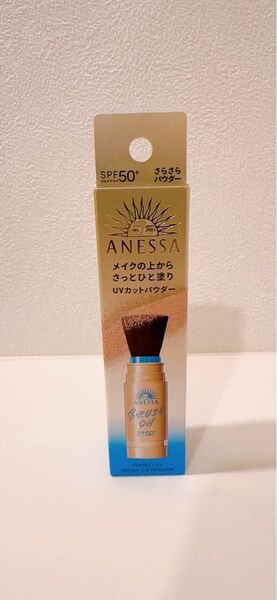 SPF50+
PA++++
さらさら
パウダー
ANESSA
メイクの上から
さっとひと塗り
UVカットパウダー
ANESSA
BRUSH
ON
SPF50+
PERFECT UV
BRUSH-ON POWDER